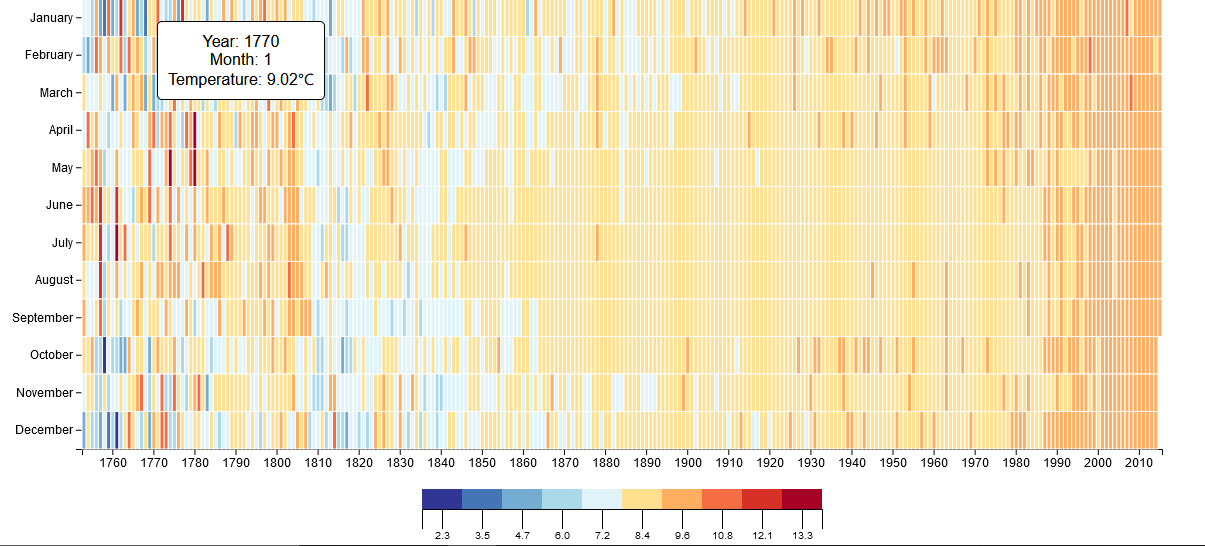 January
Year: 1770
Month: 1
Temperature: 9.02℃
February
March
April
May
June
July
August
September
October
November
December
1760 1770 1780 1790 1800 1810 1820 1830 1840 1850 1860 1870 1880 1890 1900 1910 1920 1930 1940 1950 1960 1970 1980 1990 2000 2010
2.3 3.5 4.7 6.0 7.2 8.4 9.6 10.8 12.1 13.3